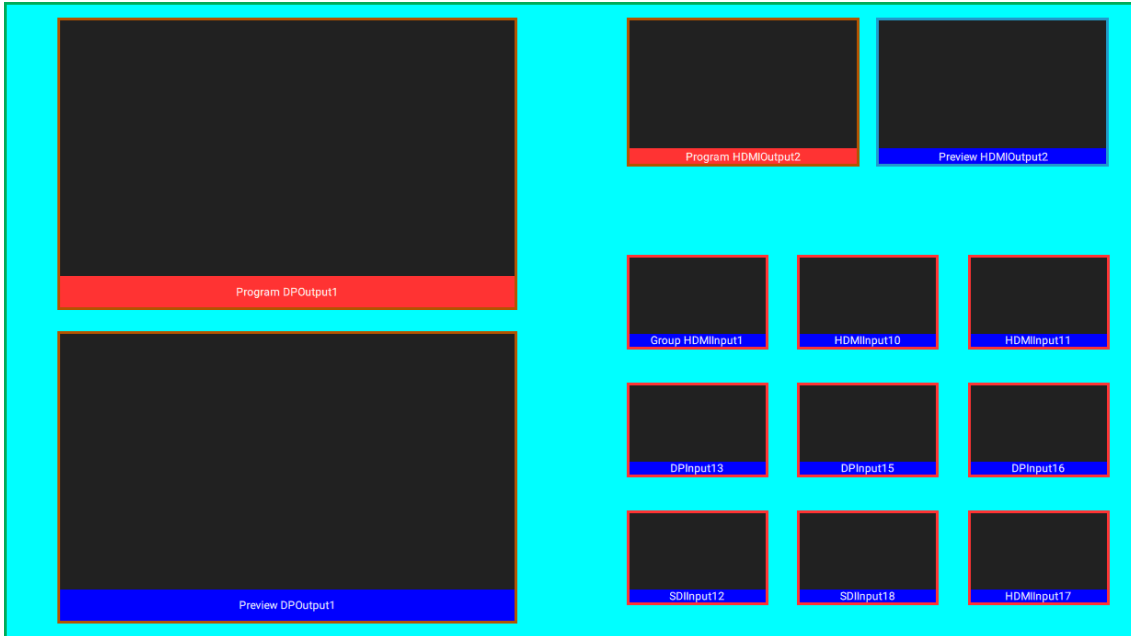 Program DPOutput1
Preview DPOutput1
Program HDMIOutput2
Preview HDMIOutput2
Group HDMIInput1
HDMIInput10
HDMIInput11
DPInput13
DPInput15
DPInput16
SDIInput12
SDIInput18
HDMIInput17